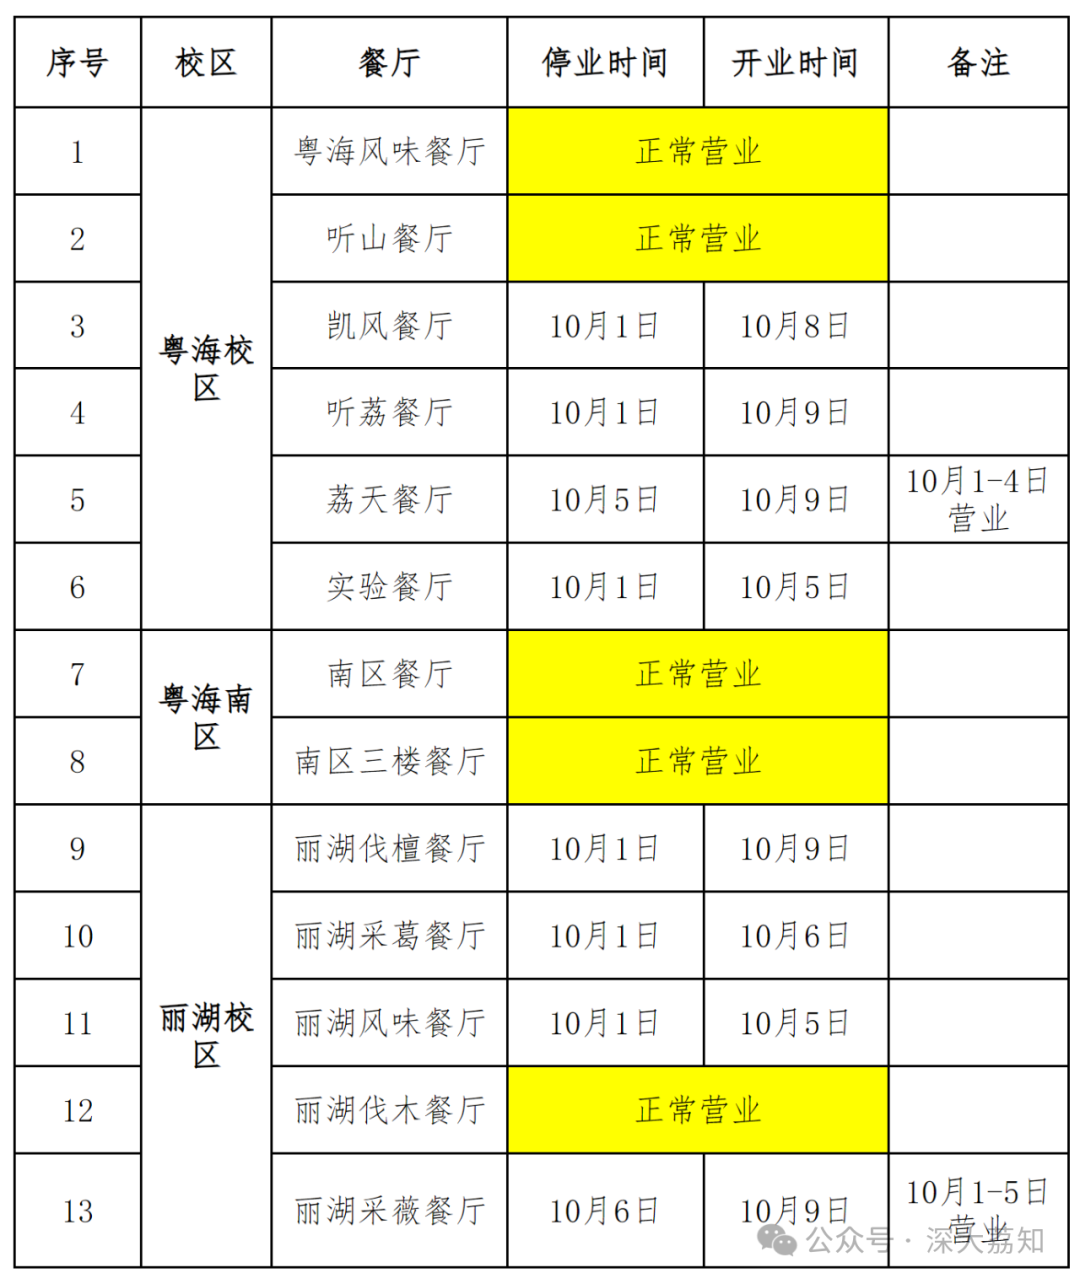 序号 校区 餐厅 停业时间 开业时间 备注
1 粤海风味餐厅 正常营业
2 听山餐厅 正常营业
3 凯风餐厅 10月1日 10月8日
粤海校
区
4 听荔餐厅 10月1日 10月9日
5 荔天餐厅 10月5日 10月9日 10月1-4日
营业
6 实验餐厅 10月1日 10月5日
7 南区餐厅 正常营业
粤海南
区
8 南区三楼餐厅 正常营业
9 丽湖伐檀餐厅 10月1日 10月9日
10 丽湖采葛餐厅 10月1日 10月6日
11 丽湖风味餐厅 10月1日 10月5日
丽湖校
区
12 丽湖伐木餐厅 正常营业
13 丽湖采薇餐厅 10月6日 10月9日 10月1-5日
营业
公众号·深大荔知